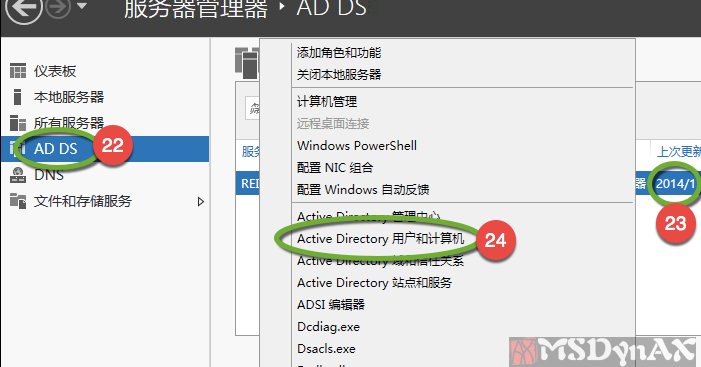 服务器管理器 · AD DS
仪表板
本地服务器
所有服务器
AD DS
22
DNS
文件和存储服务
添加角色和功能
关闭本地服务器
计算机管理
远程桌面连接
Windows PowerShell
配置 NIC 组合
配置 Windows 自动反馈
Active Directory 管理中心
Active Directory 用户和计算机
24
Active Directory 域和信任关系
Active Directory 站点和服务
ADSI 编辑器
Dcdiag.exe
Dsacls.exe
上次更新
2014/1
23
MSDynAX